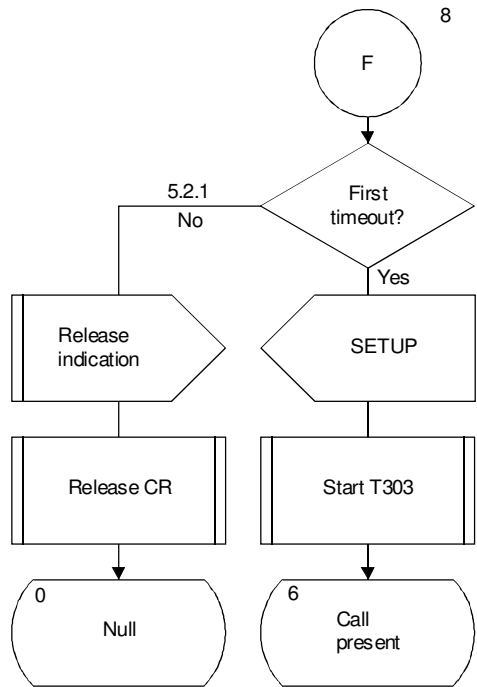 8
F
First
timeout?
5.2.1
No
Yes
Release
indication
SETUP
Release CR
Start T303
0
Null
6
Call
present